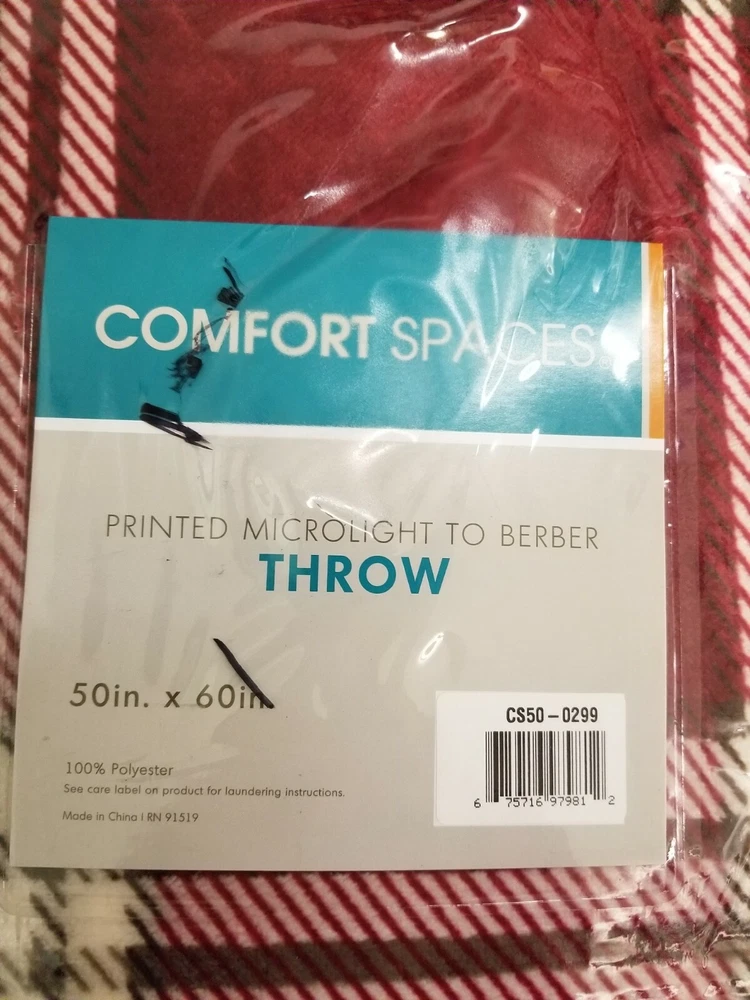 COMFORT SPACES
PRINTED MICROLIGHT TO BERBER
THROW
50in. x 60in.
CS50-0299
6 75716 97981 2
100% Polyester
See care label on product for laundering instructions.
Made in China | RN 91519